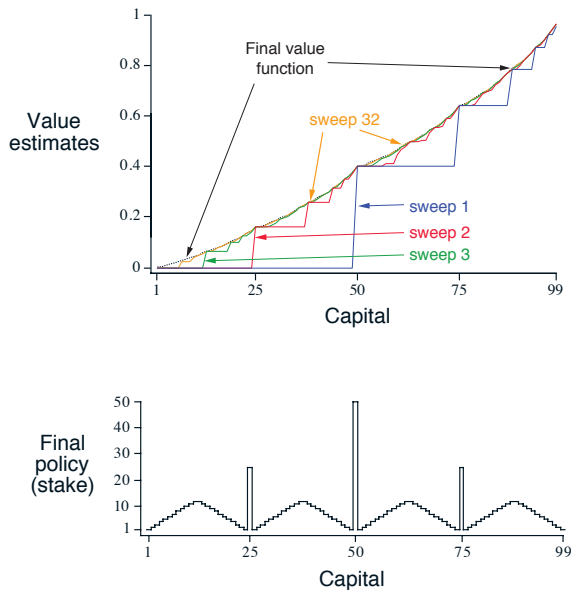 1
0.8
0.6
0.4
0.2
0
Value
estimates
Final value
function
sweep 32
sweep 1
sweep 2
sweep 3
1
25
50
75
99
Capital
50
40
30
20
10
1
Final
policy
(stake)
1
25
50
75
99
Capital